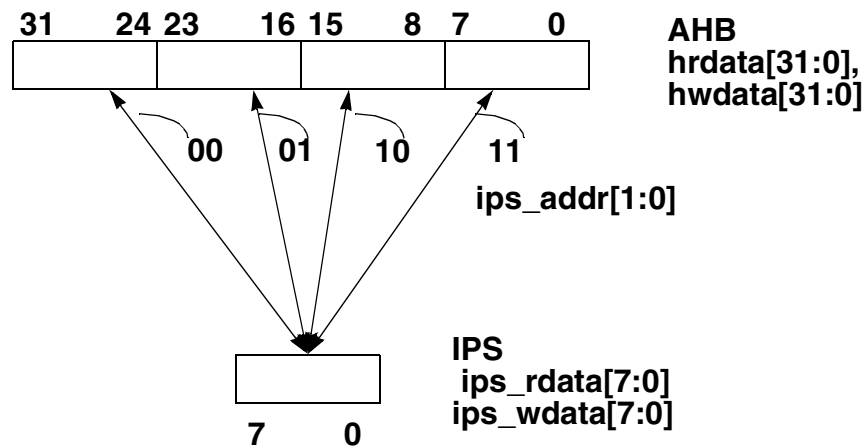 31 24 23 16 15 8 7 0
AHB
hrdata[31:0],
hwdata[31:0]
00 01 10 11
ips_addr[1:0]
IPS
ips_rdata[7:0]
ips_wdata[7:0]
7 0